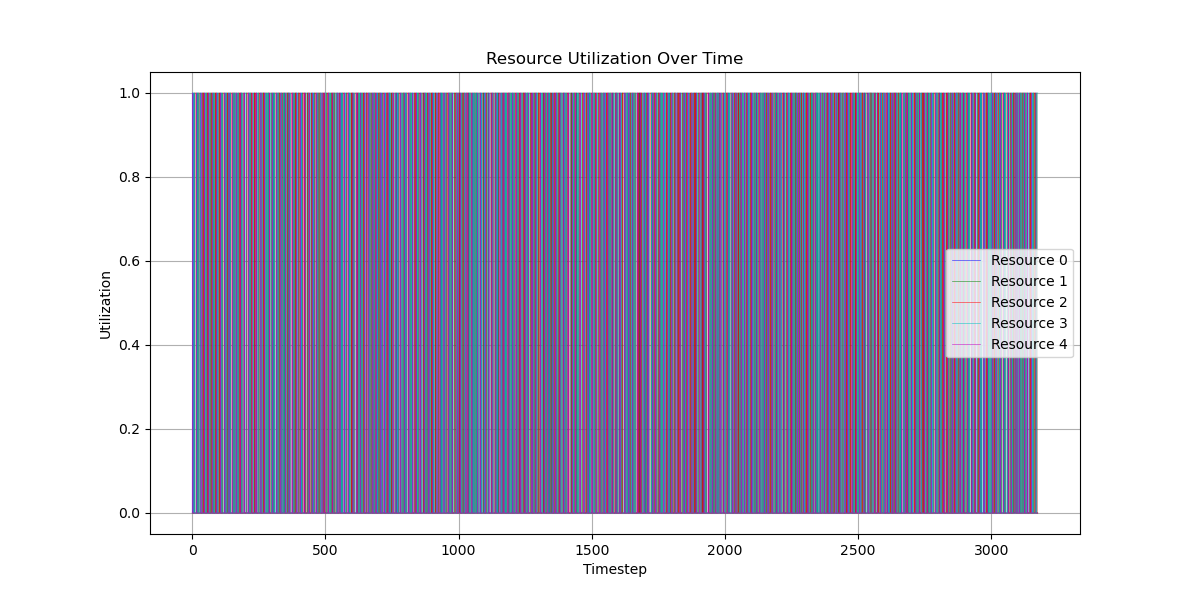 Resource Utilization Over Time
1.0
0.8
0.6
0.4
0.2
0.0
Utilization
Resource 0
Resource 1
Resource 2
Resource 3
Resource 4
0 500 1000 1500 2000 2500 3000
Timestep